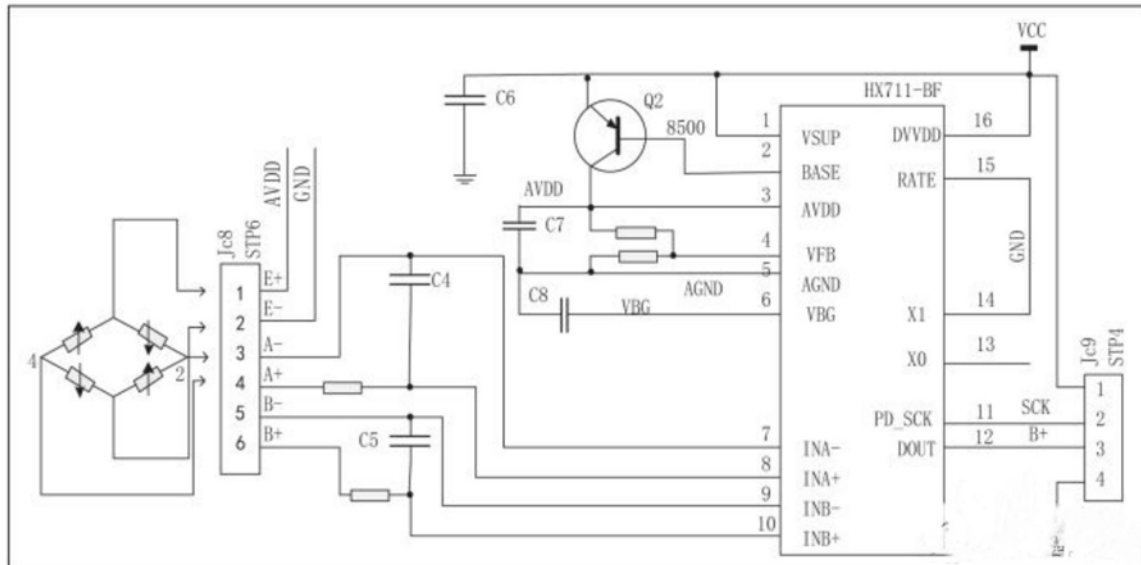 VCC
HX711-BF
C6
Q2
8500
1
VSUP
DVVDD
16
2
BASE
RATE
15
AVDD
3
AVDD
C7
4
VFB
GND
5
AGND
AGND
C8
VBG
6
VBG
X1
14
X0
13
AVDD
GND
Jc8
STP6
E+
1
E-
2
A-
3
A+
4
B-
5
B+
6
C4
C5
4
2
Jc9
STP4
1
PD_SCK
11
SCK
2
DOUT
12
B+
3
4
7
INA-
8
INA+
9
INB-
10
INB+